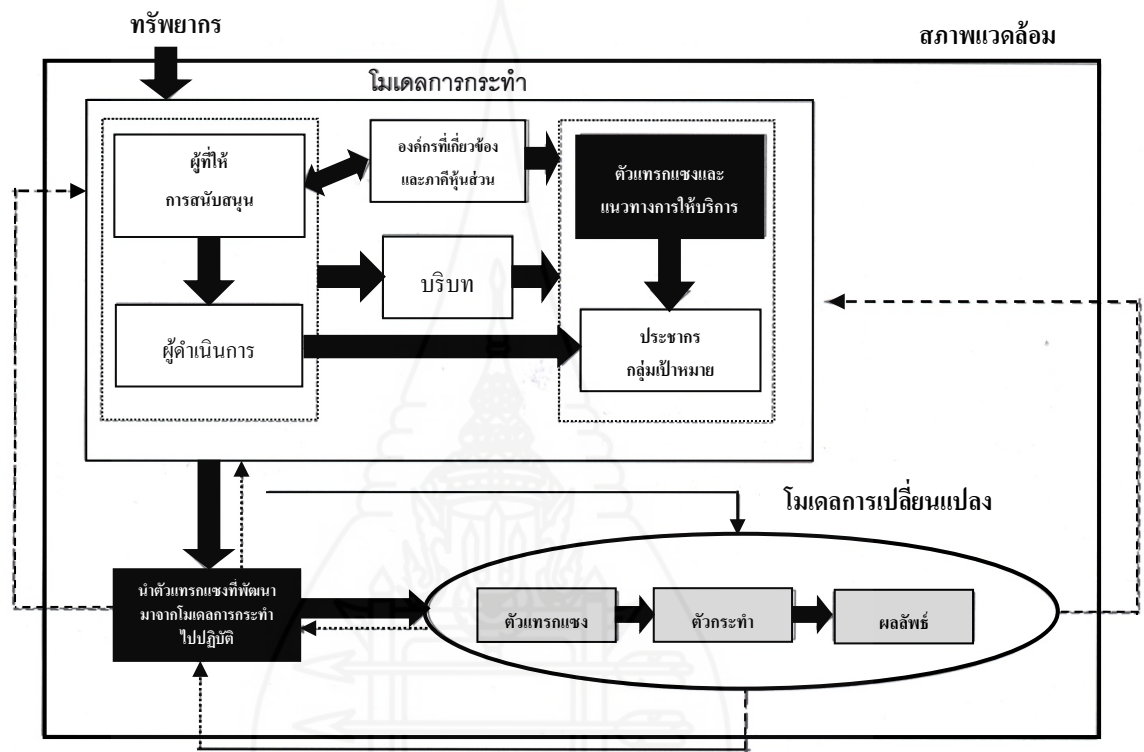 ทรัพยากร
สภาพแวดล้อม
โมเดลการกระทำ
ผู้ที่ให้
การสนับสนุน
องค์กรที่เกี่ยวข้อง
และภาคีหุ้นส่วน
ตัวแทรกแซงและ
แนวทางการให้บริการ
บริบท
ผู้ดำเนินการ
ประชากร
กลุ่มเป้าหมาย
โมเดลการเปลี่ยนแปลง
นำตัวแทรกแซงที่พัฒนา
มาจากโมเดลการกระทำ
ไปปฏิบัติ
ตัวแทรกแซง
ตัวกระทำ
ผลลัพธ์